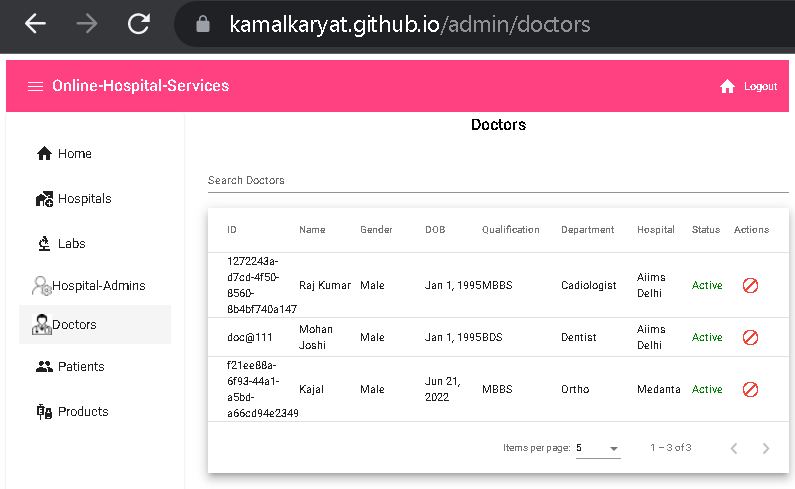 kamalkaryat.github.io/admin/doctors
Online-Hospital-Services
Logout
Home
Hospitals
Labs
Hospital-Admins
Doctors
Patients
Products
Doctors
Search Doctors
ID Name Gender DOB Qualification Department Hospital Status Actions
1272243a-
d7cd-4f50-
8560-
8b4bf740a147
Raj Kumar
Male
Jan 1, 1995
MBBS
Cadiologist
Aiims
Delhi
Active
doc@111
Mohan
Joshi
Male
Jan 1, 1995
BDS
Dentist
Aiims
Delhi
Active
f21ee88a-
6f93-44a1-
a5bd-
a66cd94e2349
Kajal
Male
Jun 21,
2022
MBBS
Ortho
Medanta
Active
Items per page: 5 1 – 3 of 3